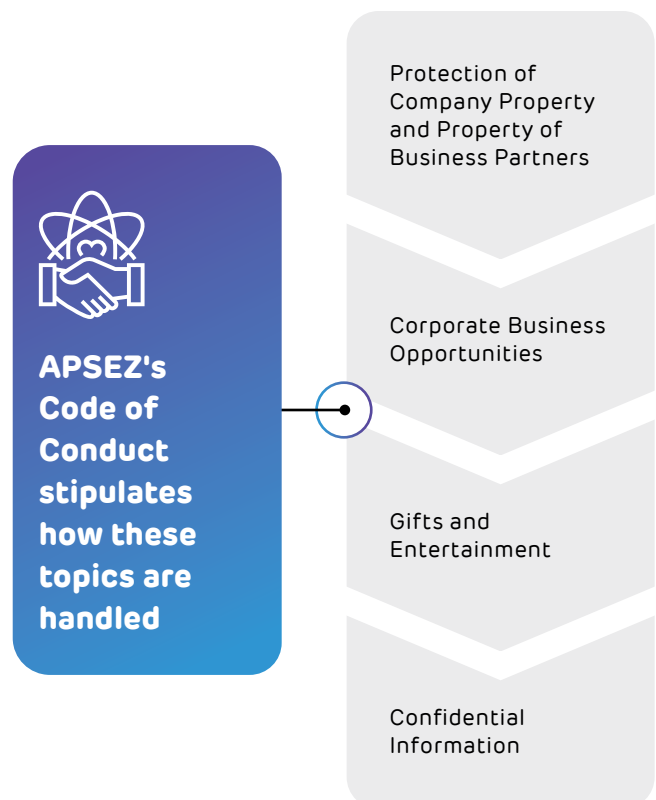 APSEZ's
Code of
Conduct
stipulates
how these
topics are
handled
Protection of
Company Property
and Property of
Business Partners
Corporate Business
Opportunities
Gifts and
Entertainment
Confidential
Information